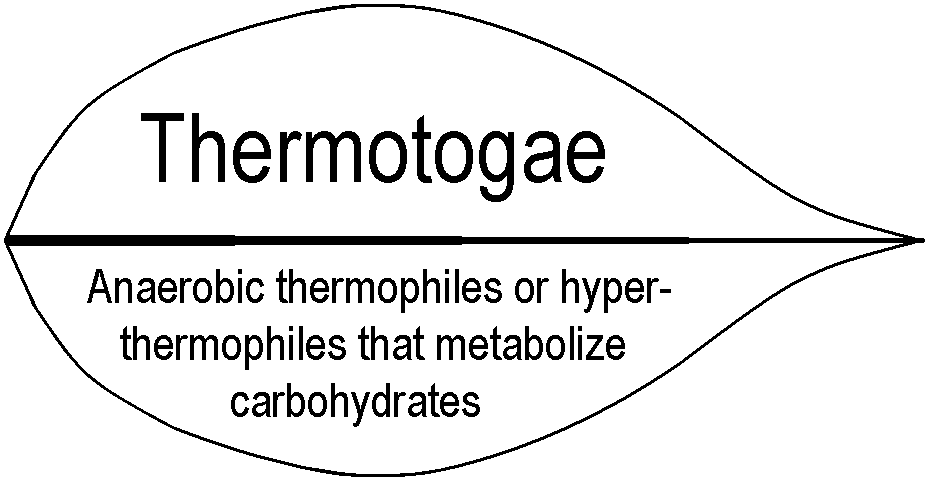 Thermotogae
Anaerobic thermophiles or hyper-
thermophiles that metabolize
carbohydrates